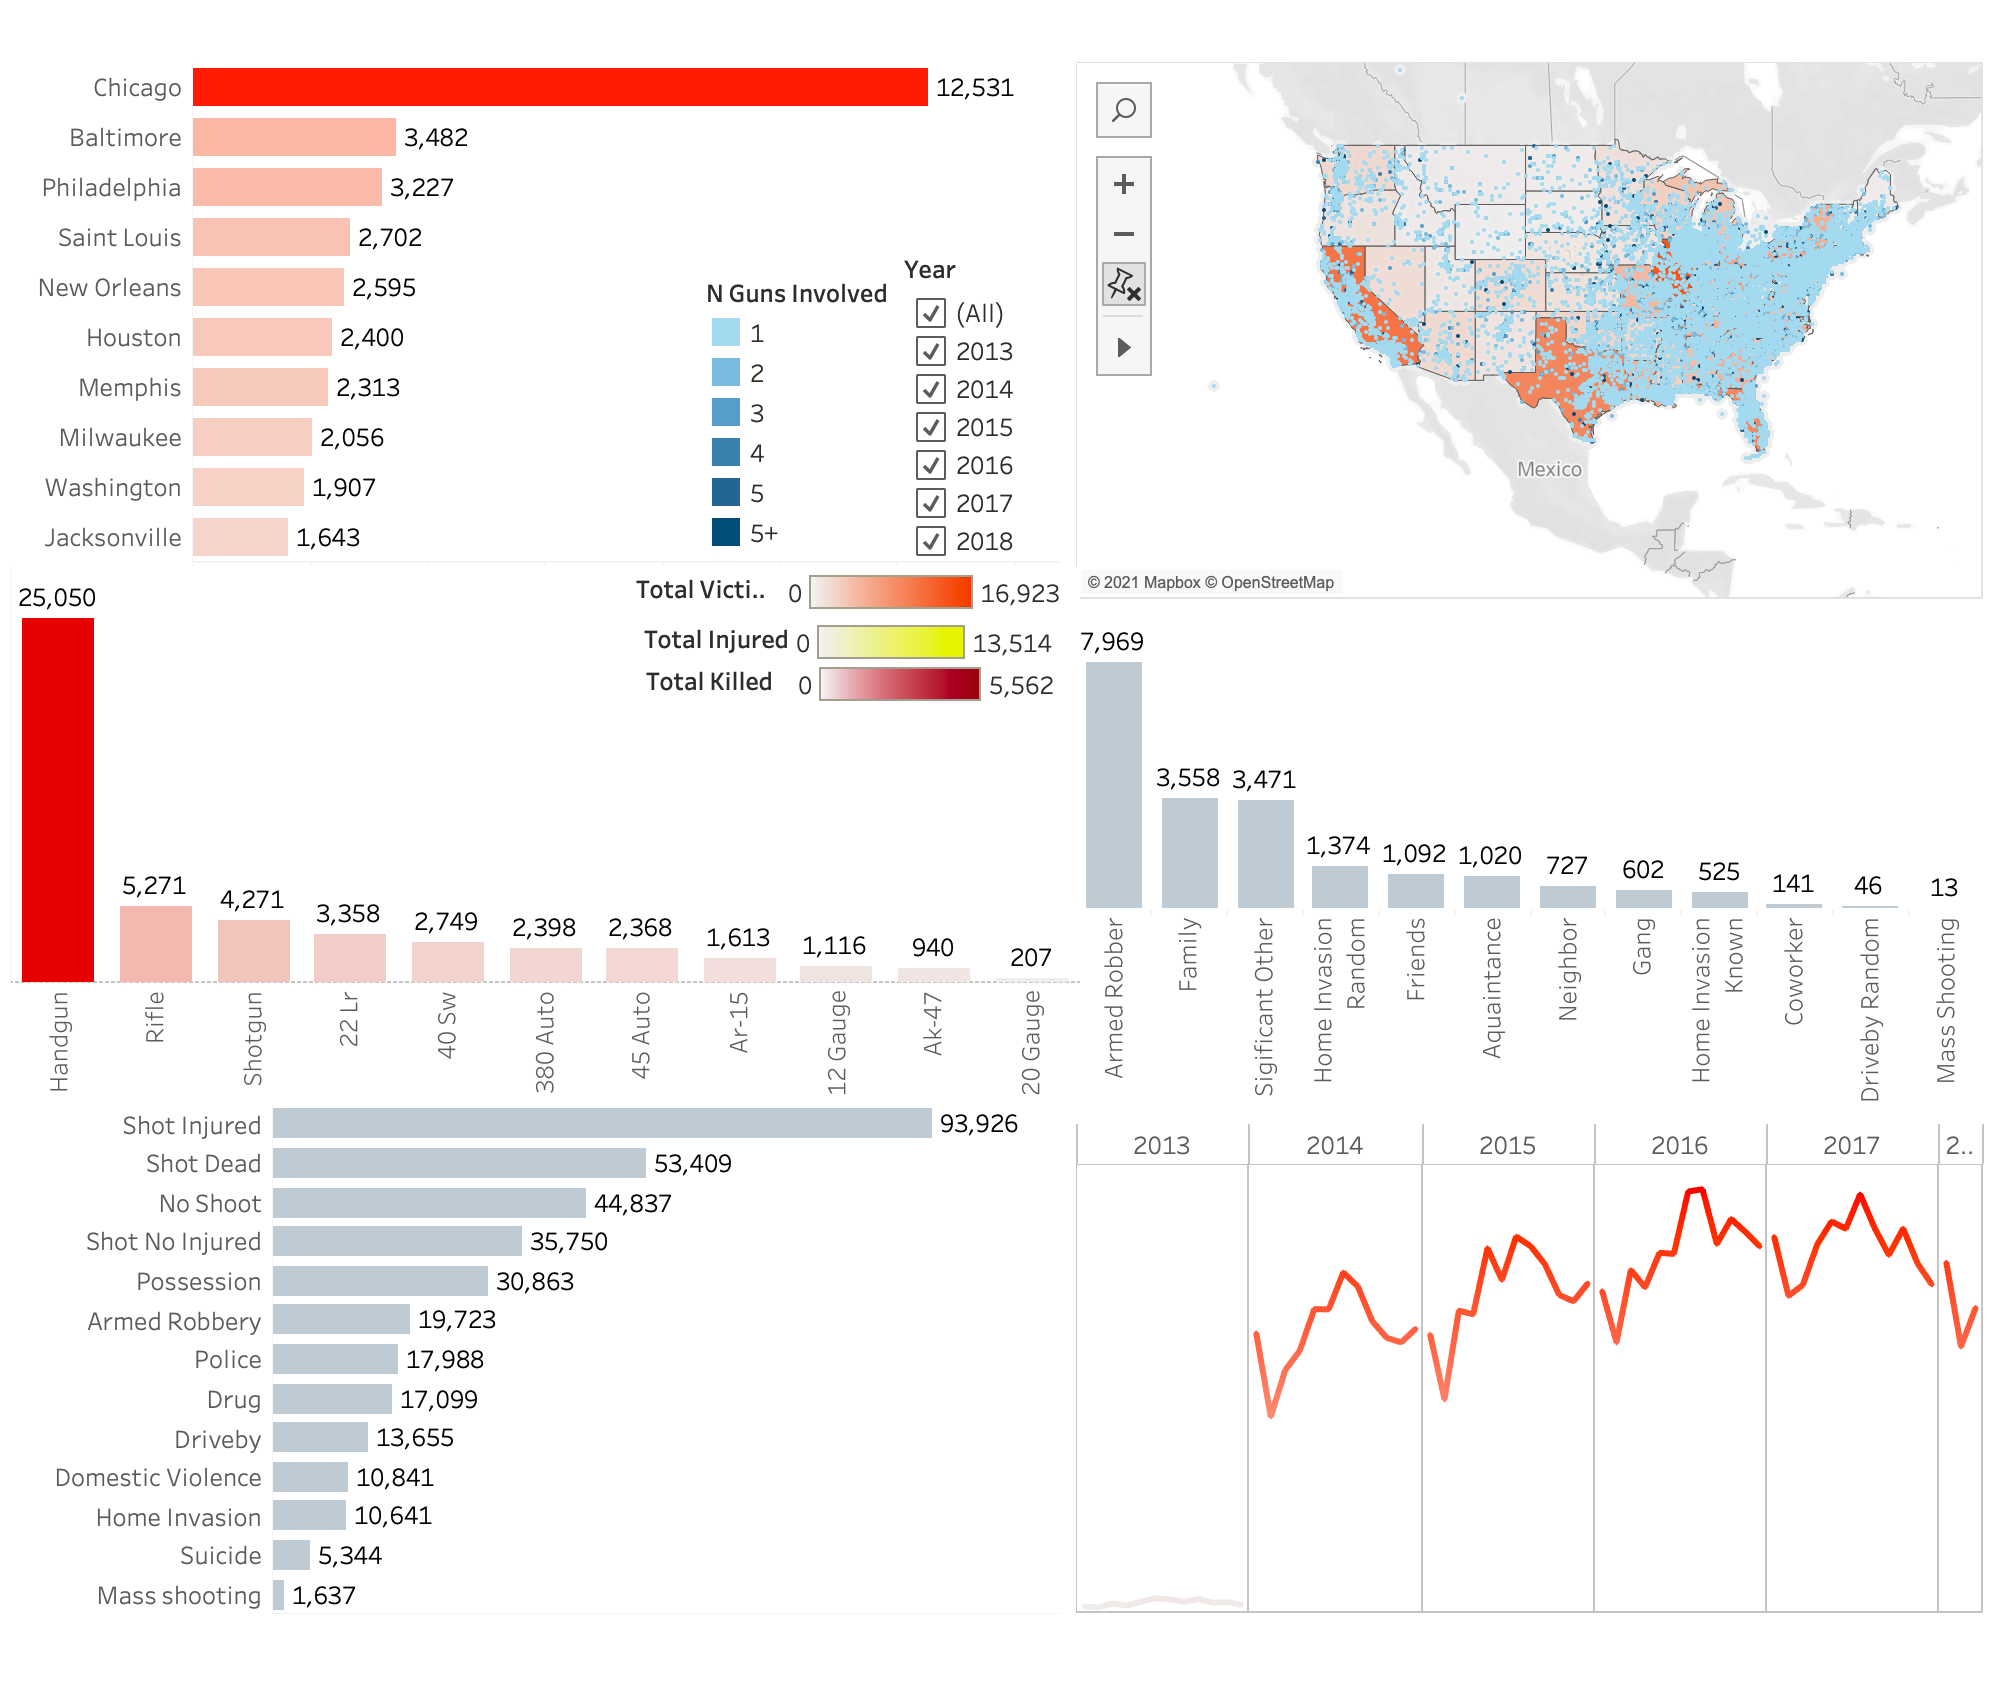 Chicago 12,531
Baltimore 3,482
Philadelphia 3,227
Saint Louis 2,702
New Orleans 2,595
Houston 2,400
Memphis 2,313
Milwaukee 2,056
Washington 1,907
Jacksonville 1,643
N Guns Involved
1
2
3
4
5
5+
Year
(All)
2013
2014
2015
2016
2017
2018
Mexico
© 2021 Mapbox © OpenStreetMap
Total Victi.. 0 16,923
Total Injured 0 13,514
Total Killed 0 5,562
25,050
5,271
4,271
3,358
2,749
2,398
2,368
1,613
1,116
940
207
Handgun
Rifle
Shotgun
22 Lr
40 Sw
380 Auto
45 Auto
Ar-15
12 Gauge
Ak-47
20 Gauge
7,969
3,558
3,471
1,374
1,092
1,020
727
602
525
141
46
13
Armed Robber
Family
Sigificant Other
Home Invasion
Random
Friends
Aquaintance
Neighbor
Gang
Home Invasion
Known
Coworker
Driveby Random
Mass Shooting
Shot Injured 93,926
Shot Dead 53,409
No Shoot 44,837
Shot No Injured 35,750
Possession 30,863
Armed Robbery 19,723
Police 17,988
Drug 17,099
Driveby 13,655
Domestic Violence 10,841
Home Invasion 10,641
Suicide 5,344
Mass shooting 1,637
2013 2014 2015 2016 2017 2..